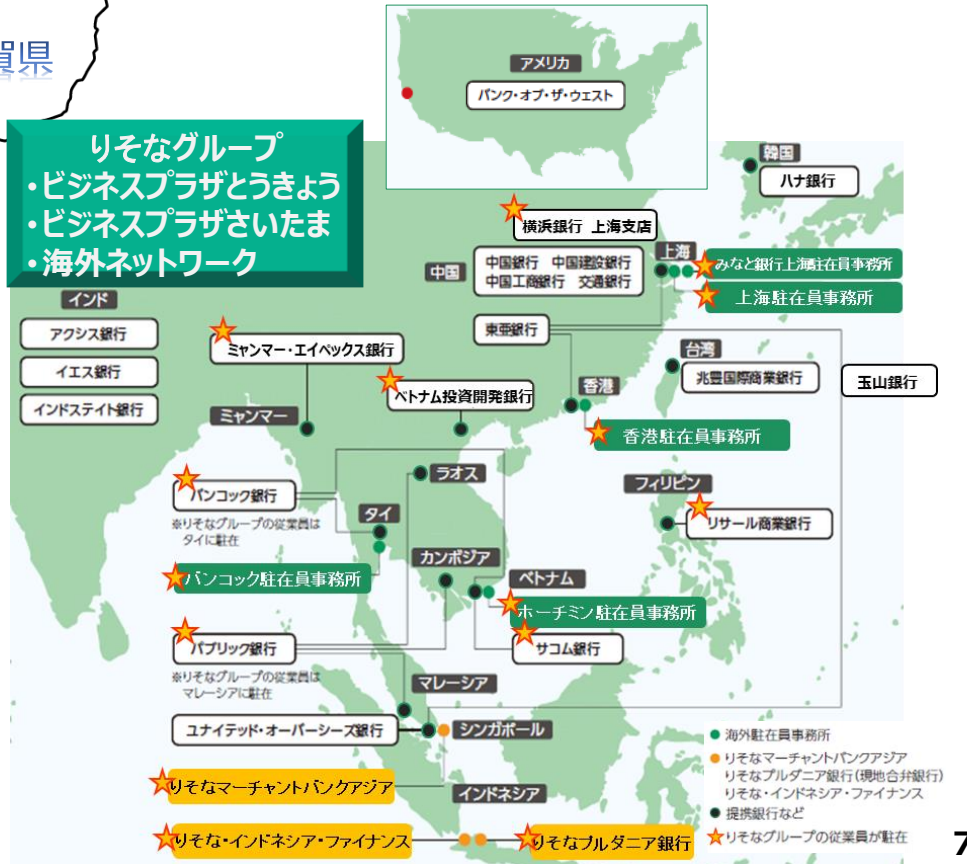 賀県
りそなグループ
・ビジネスプラザとうきょう
・ビジネスプラザさいたま
・海外ネットワーク
アメリカ
バンク・オブ・ザ・ウェスト
韓国
ハナ銀行
横浜銀行 上海支店
中国
中国銀行 中国建設銀行
中国工商銀行 交通銀行
上海
みなと銀行上海駐在員事務所
上海駐在員事務所
インド
アクシス銀行
イエス銀行
インドステイト銀行
東亜銀行
ミャンマー・エイペックス銀行
ミャンマー
ベトナム投資開発銀行
台湾
兆豊国際商業銀行
玉山銀行
香港
香港駐在員事務所
ラオス
フィリピン
リサール商業銀行
バンコック銀行
※りそなグループの従業員は
タイに駐在
タイ
バンコック駐在員事務所
カンボジア
ベトナム
ホーチミン駐在員事務所
サコム銀行
パブリック銀行
※りそなグループの従業員は
マレーシアに駐在
マレーシア
ユナイテッド・オーバーシーズ銀行
シンガポール
りそなマーチャントバンクアジア
インドネシア
りそな・インドネシア・ファイナンス
りそなプルダニア銀行
海外駐在員事務所
りそなマーチャントバンクアジア
りそなプルダニア銀行(現地合弁銀行)
りそな・インドネシア・ファイナンス
提携銀行など
りそなグループの従業員が駐在
7